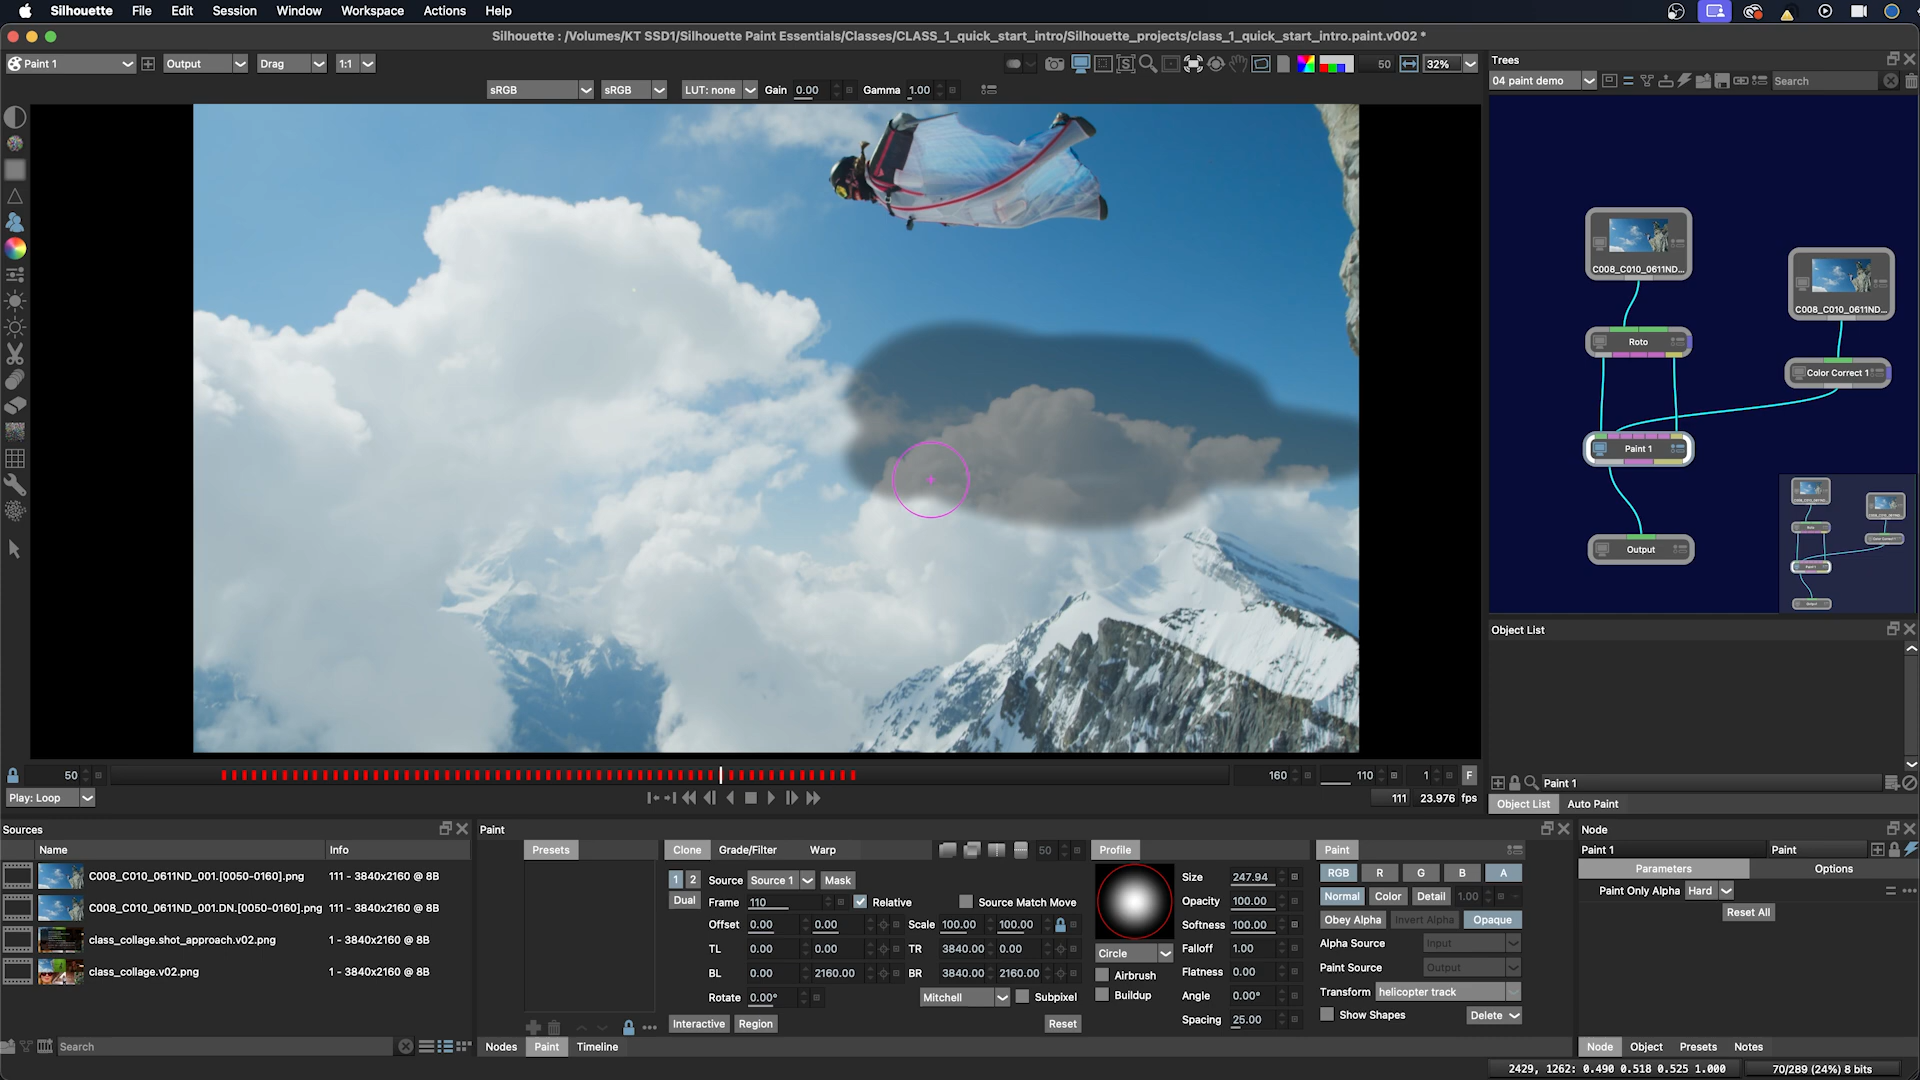 Silhouette File Edit Session Window Workspace Actions Help
Silhouette : /Volumes/KT SSD1/Silhouette Paint Essentials/Classes/CLASS_1_quick_start_intro/Silhouette_projects/class_1_quick_start_intro.paint.v002 *
Paint 1 Output Drag 1:1 50 32%
sRGB sRGB LUT: none Gain 0.00 Gamma 1.00
Trees
04 paint demo Search
C008_C010_0611ND...
C008_C010_0611ND...
Roto
Color Correct 1
Paint 1
Output
Object List
Paint 1
Object List Auto Paint
50 160 110 1 F
Play: Loop 111 23.976 fps
Sources
Name Info
C008_C010_0611ND_001.[0050-0160].png 111 - 3840x2160 @ 8B
C008_C010_0611ND_001.DN.[0050-0160].png 111 - 3840x2160 @ 8B
class_collage.shot_approach.v02.png 1 - 3840x2160 @ 8B
class_collage.v02.png 1 - 3840x2160 @ 8B
Search
Paint
Presets
Clone Grade/Filter Warp 50
1 2 Source Source 1 Mask
Dual Frame 110 Relative Source Match Move
Offset 0.00 0.00 Scale 100.00 100.00
TL 0.00 0.00 TR 3840.00 0.00
BL 0.00 2160.00 BR 3840.00 2160.00
Rotate 0.00° Mitchell Subpixel
Interactive Region Reset
Nodes Paint Timeline
Profile
Circle
Airbrush
Buildup
Size 247.94
Opacity 100.00
Softness 100.00
Falloff 1.00
Flatness 0.00
Angle 0.00°
Spacing 25.00
Paint
RGB R G B A
Normal Color Detail 1.00
Obey Alpha Invert Alpha Opaque
Alpha Source Input
Paint Source Output
Transform helicopter track
Show Shapes Delete
Node
Paint 1 Paint
Parameters Options
Paint Only Alpha Hard
Reset All
Node Object Presets Notes
2429, 1262: 0.490 0.518 0.525 1.000 70/289 (24%) 8 bits